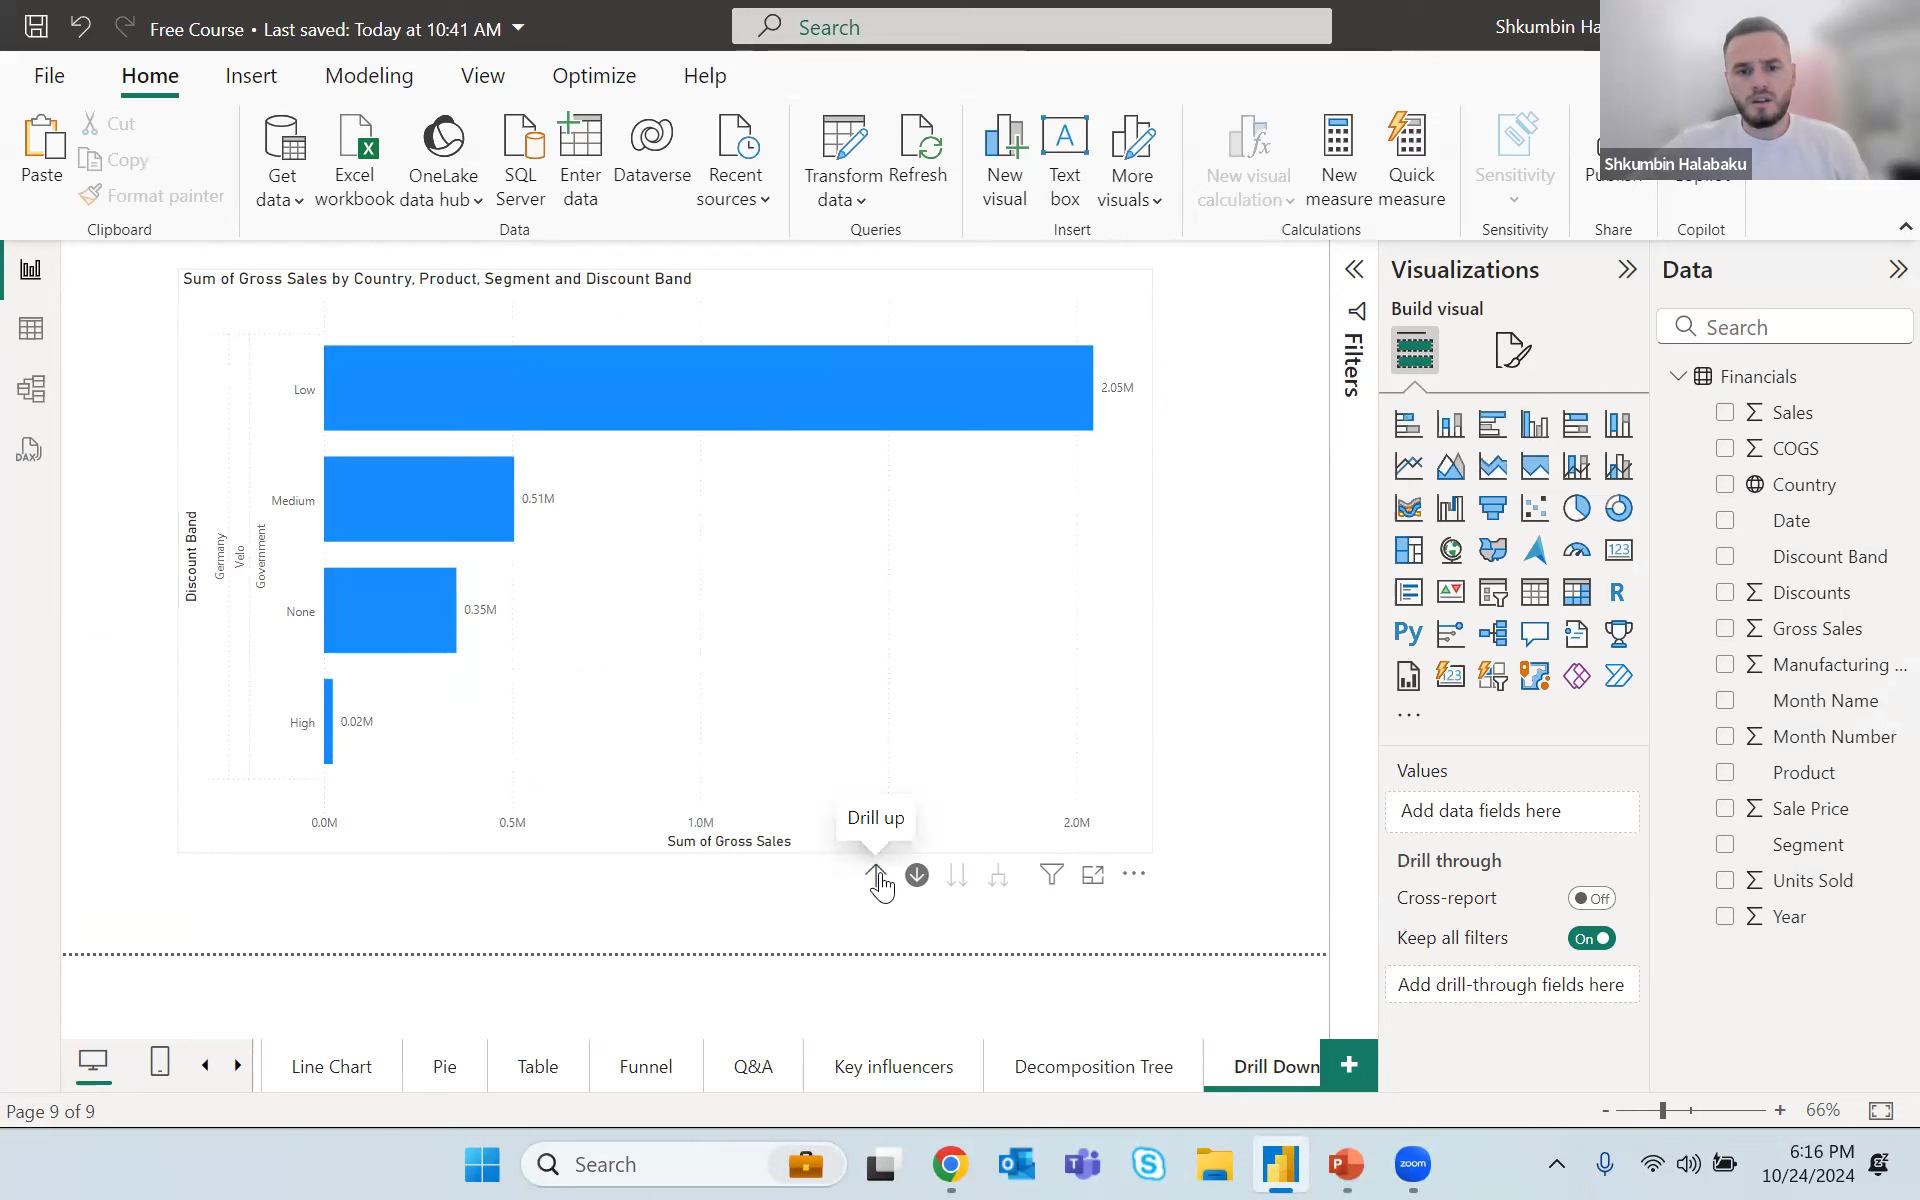 Free Course • Last saved: Today at 10:41 AM
Search
Shkumbin Ha
Shkumbin Halabaku
File
Home
Insert
Modeling
View
Optimize
Help
Paste
Cut
Copy
Format painter
Clipboard
Get data
Excel workbook
OneLake data hub
SQL Server
Enter data
Dataverse
Recent sources
Data
Transform data
Refresh
Queries
New visual
Text box
More visuals
Insert
New visual calculation
New measure
Quick measure
Calculations
Sensitivity
Sensitivity
Share
Copilot
Sum of Gross Sales by Country, Product, Segment and Discount Band
Discount Band
Germany
Velo
Government
Low
2.05M
Medium
0.51M
None
0.35M
High
0.02M
0.0M
0.5M
1.0M
2.0M
Sum of Gross Sales
Drill up
Filters
Visualizations
Build visual
Values
Add data fields here
Drill through
Cross-report
Off
Keep all filters
On
Add drill-through fields here
Data
Search
Financials
Sales
COGS
Country
Date
Discount Band
Discounts
Gross Sales
Manufacturing ...
Month Name
Month Number
Product
Sale Price
Segment
Units Sold
Year
Line Chart
Pie
Table
Funnel
Q&A
Key influencers
Decomposition Tree
Drill Down
Page 9 of 9
66%
Search
zoom
6:16 PM
10/24/2024